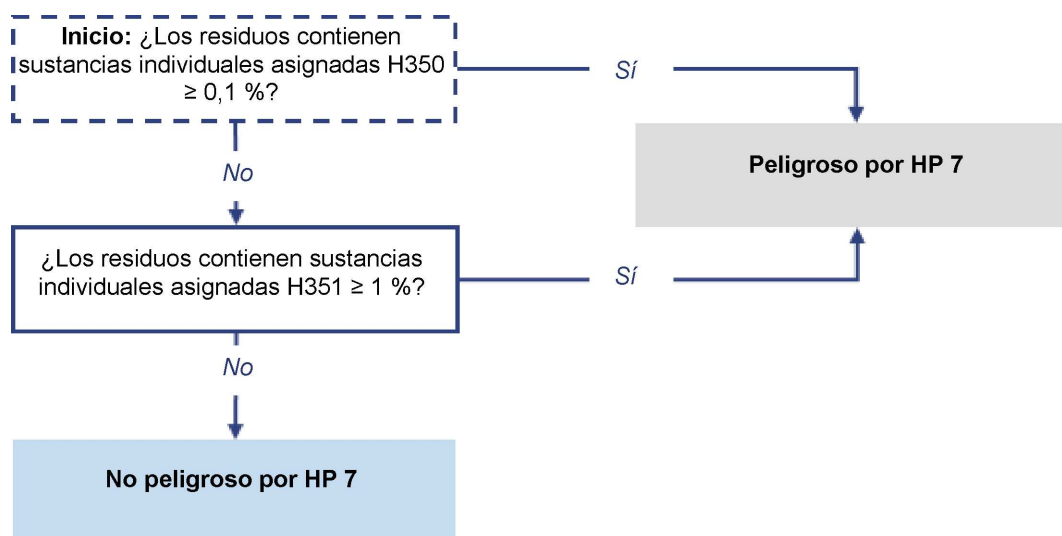 Inicio: ¿Los residuos contienen
sustancias individuales asignadas H350
≥ 0,1 %?
Sí
Peligroso por HP 7
No
¿Los residuos contienen sustancias
individuales asignadas H351 ≥ 1 %?
Sí
No
No peligroso por HP 7